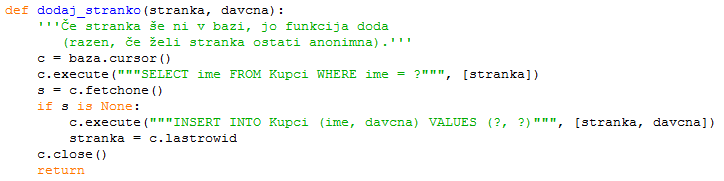 def dodaj_stranko(stranka, davcna):
    '''Če stranka še ni v bazi, jo funkcija doda
       (razen, če želi stranka ostati anonimna).'''
    c = baza.cursor()
    c.execute("""SELECT ime FROM Kupci WHERE ime = ?""", [stranka])
    s = c.fetchone()
    if s is None:
        c.execute("""INSERT INTO Kupci (ime, davcna) VALUES (?, ?)""", [stranka, davcna])
        stranka = c.lastrowid
    c.close()
    return